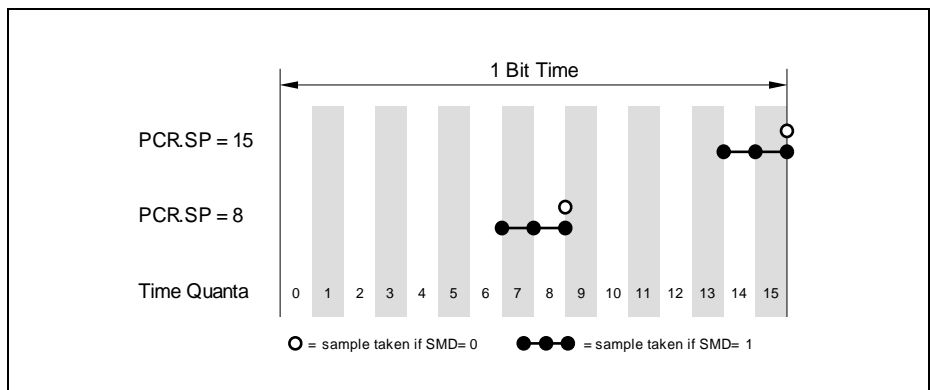 1 Bit Time
PCR.SP = 15
PCR.SP = 8
Time Quanta 0 1 2 3 4 5 6 7 8 9 10 11 12 13 14 15
= sample taken if SMD= 0 = sample taken if SMD= 1